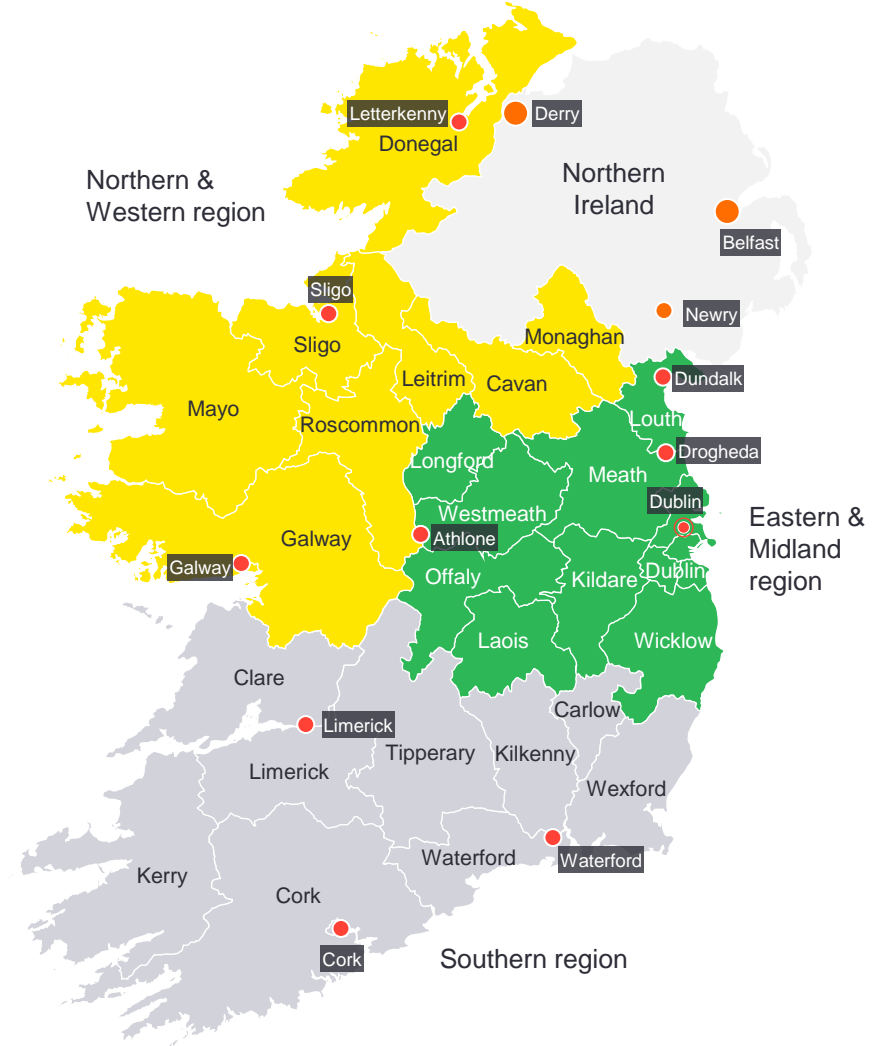 Letterkenny
Derry
Donegal
Northern &
Western region
Northern
Ireland
Belfast
Sligo
Newry
Monaghan
Sligo
Leitrim
Cavan
Dundalk
Mayo
Roscommon
Louth
Longford
Drogheda
Meath
Dublin
Westmeath
Eastern &
Midland
region
Galway
Athlone
Galway
Offaly
Kildare
Dublin
Laois
Wicklow
Clare
Carlow
Limerick
Tipperary
Kilkenny
Limerick
Wexford
Waterford
Waterford
Kerry
Cork
Cork
Southern region